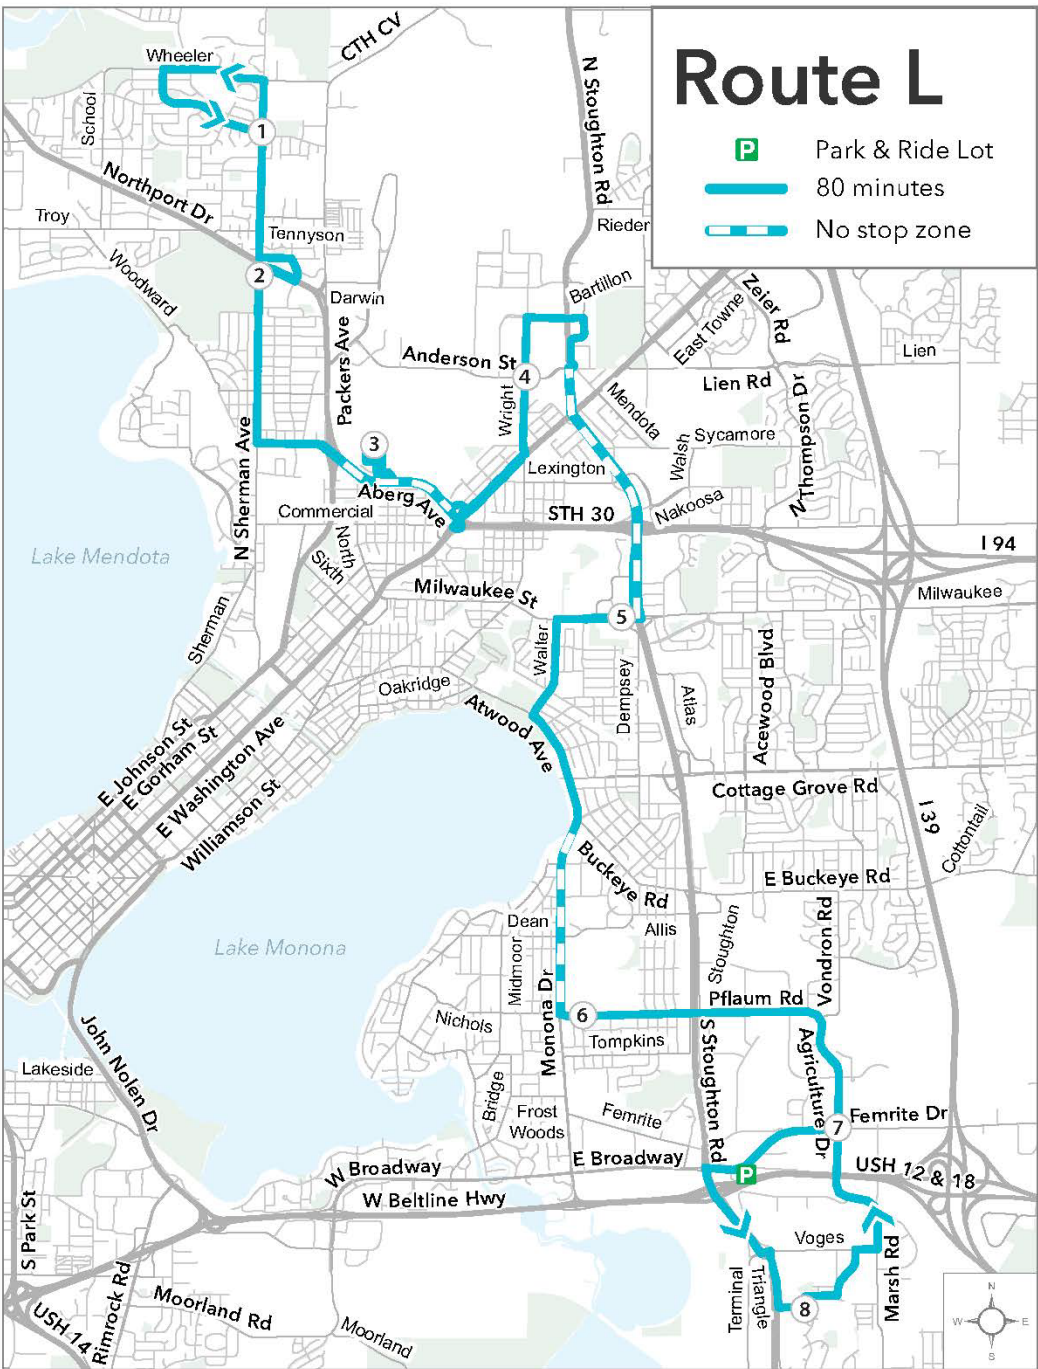 Route L
P Park & Ride Lot
80 minutes
No stop zone
CTH CV
Wheeler
School
1
N Stoughton Rd
Northport Dr
Troy
Tennyson
Rieder
Woodward
2
Darwin
Bartillon
Zeier Rd
East Towne
Packers Ave
Anderson St
4
Lien
Lien Rd
Wright
Mendota
N Thompson Dr
N Sherman Ave
3
Walsh
Sycamore
Lexington
Aberg Ave
Commercial
STH 30
Nakoosa
North
Sixth
I 94
Lake Mendota
Milwaukee St
Milwaukee
Sherman
5
Walter
Dempsey
Acewood Blvd
Oakridge
Atlas
Atwood Ave
E Johnson St
E Gorham St
E Washington Ave
Williamson St
Cottage Grove Rd
I 39
Cottontail
Buckeye Rd
E Buckeye Rd
Dean
Allis
Stoughton
Vondron Rd
Lake Monona
Midmoor
Monona Dr
Pflaum Rd
6
Nichols
Tompkins
John Nolen Dr
Lakeside
S Stoughton Rd
Agriculture Dr
Bridge
Frost
Woods
Femrite
7
Femrite Dr
W Broadway
E Broadway
P
USH 12 & 18
W Beltline Hwy
S Park St
Voges
Marsh Rd
Rimrock Rd
Moorland Rd
Terminal
Triangle
8
USH 14
Moorland
N
W
E
S